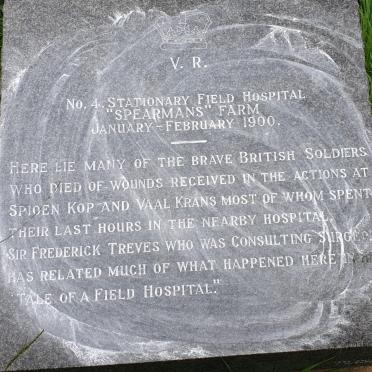 V. R.
No. 4. Stationary Field Hospital
"Spearmans" Farm
January – February 1900.
Here lie many of the brave British Soldiers
who died of wounds received in the actions at
Spioen Kop and Vaal Krans most of whom spent
their last hours in the nearby hospital.
Sir Frederick Treves who was consulting surgeon
has related much of what happened here in
"Tale of a Field Hospital."